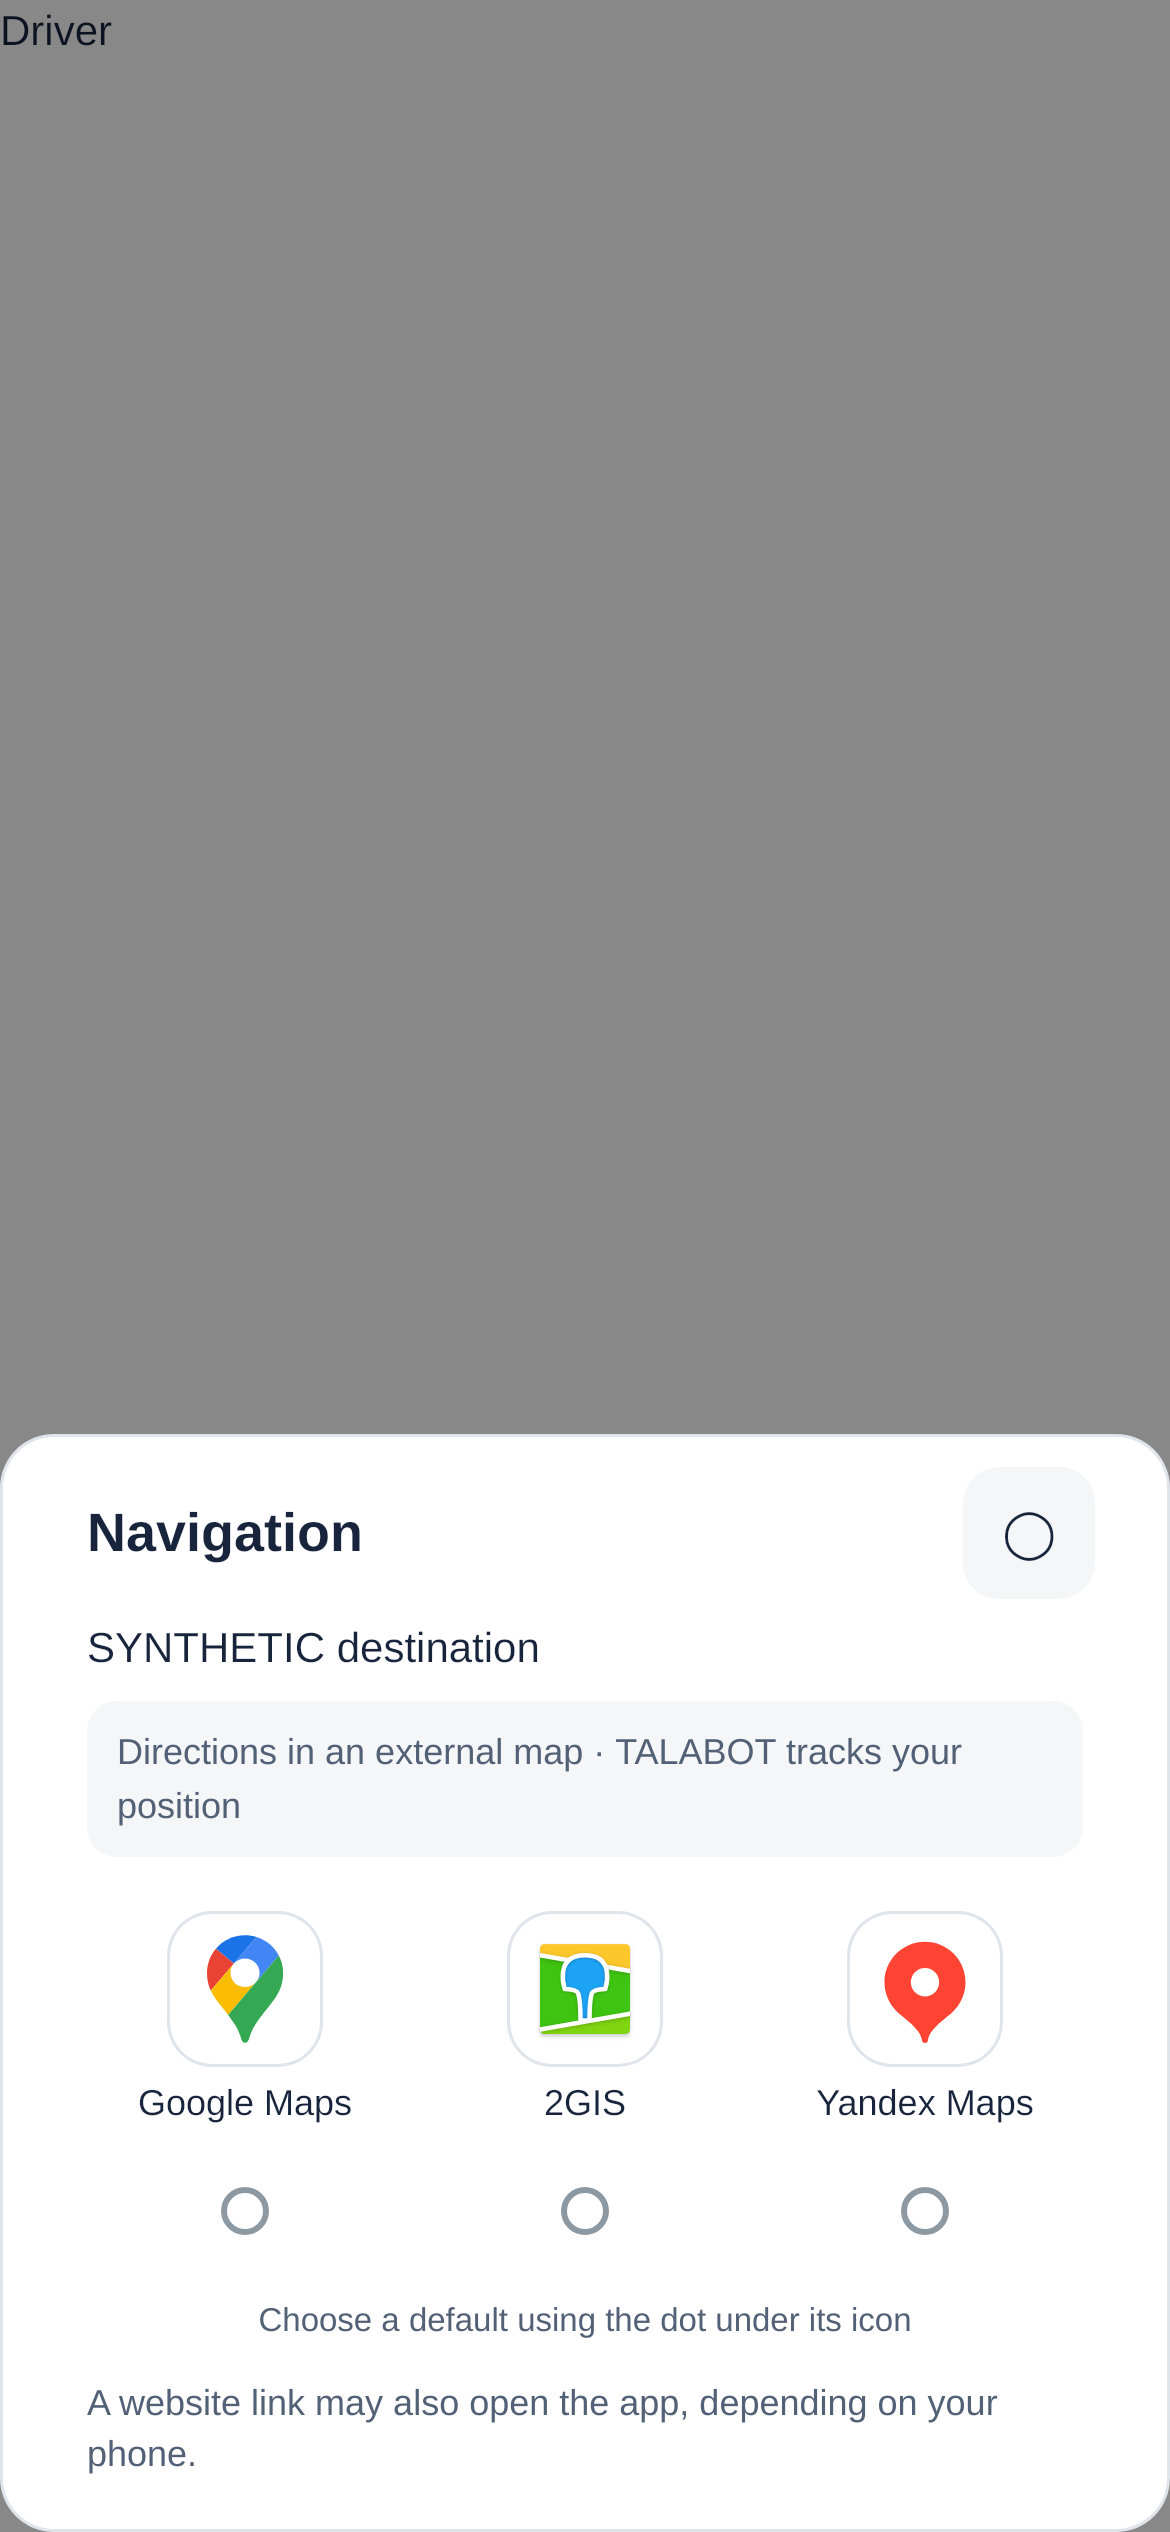 Driver
Navigation
SYNTHETIC destination
Directions in an external map · TALABOT tracks your
position
Google Maps
2GIS
Yandex Maps
Choose a default using the dot under its icon
A website link may also open the app, depending on your
phone.